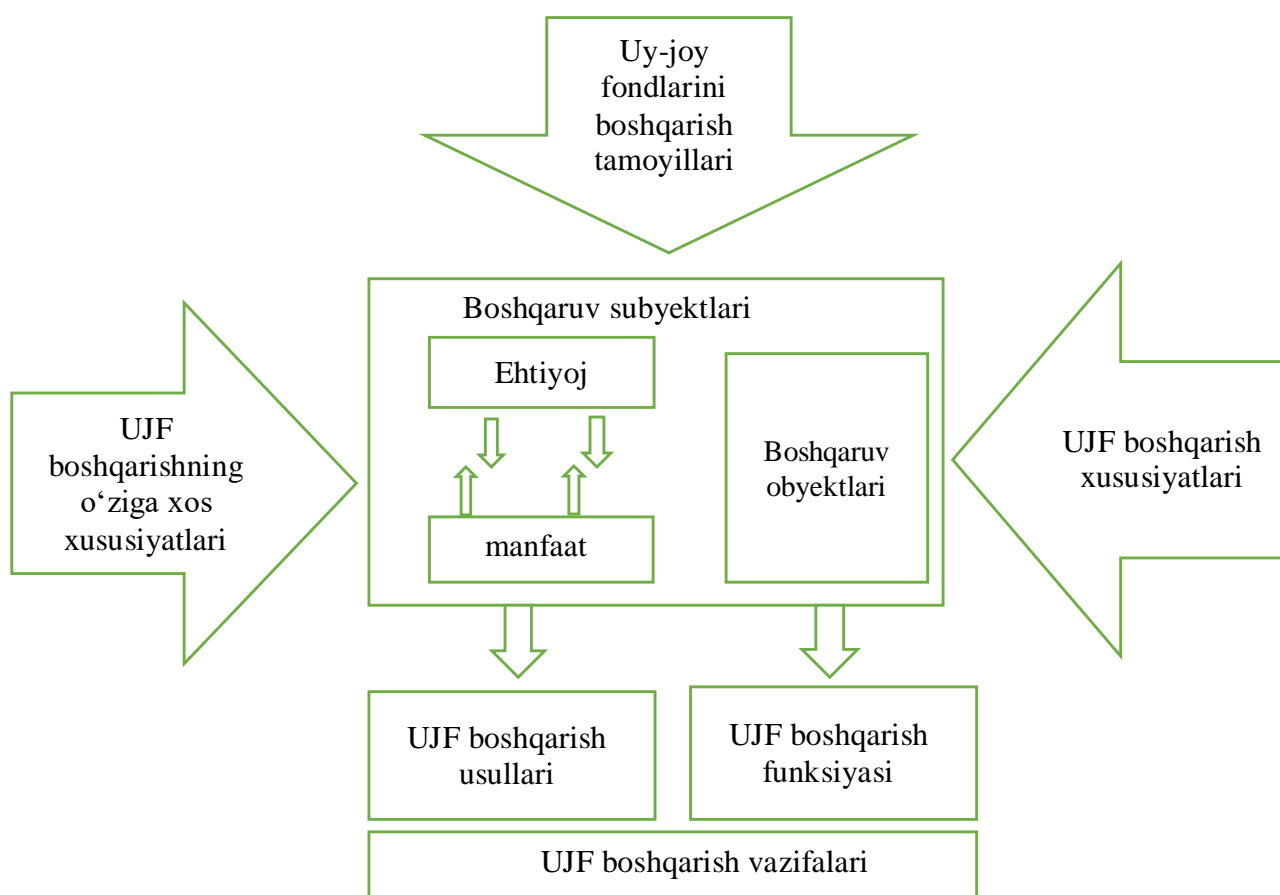 Uy-joy
fondlarini
boshqarish
tamoyillari
Boshqaruv subyektlari
Ehtiyoj
manfaat
Boshqaruv
obyektlari
UJF
boshqarishning
o‘ziga xos
xususiyatlari
UJF boshqarish
xususiyatlari
UJF boshqarish
usullari
UJF boshqarish
funksiyasi
UJF boshqarish vazifalari